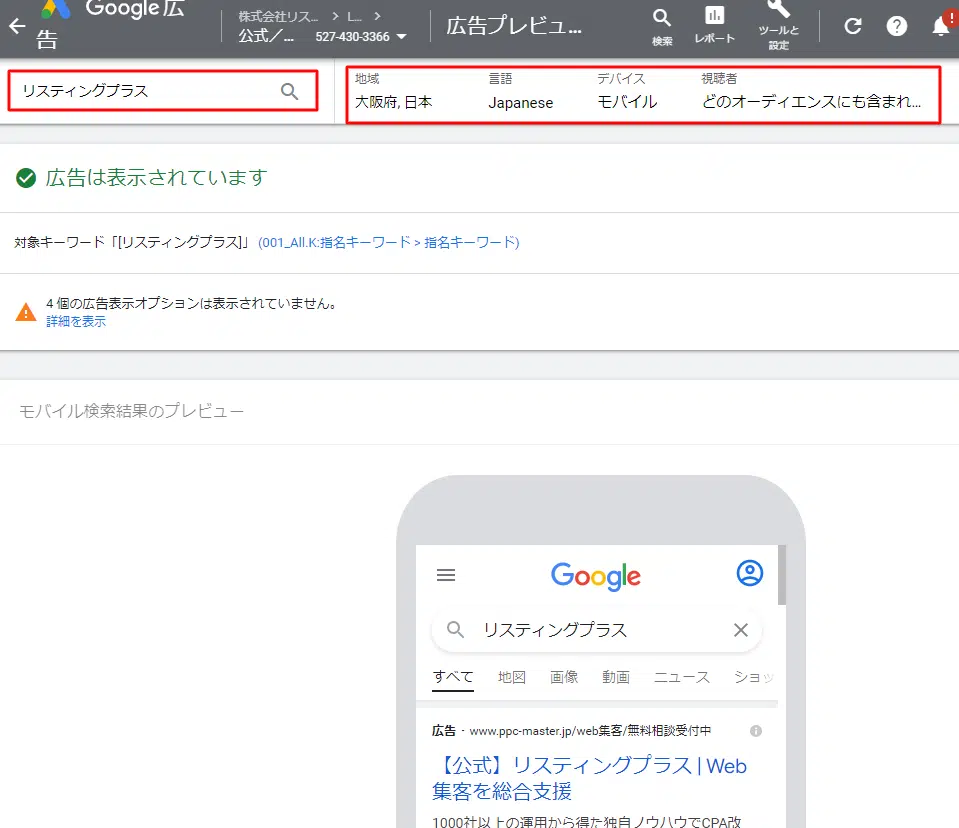 Google 広告
株式会社リス... > L... >
公式／... 527-430-3366
広告プレビュ...
検索
レポート
ツールと
設定
リスティングプラス
地域 言語 デバイス 視聴者
大阪府, 日本 Japanese モバイル どのオーディエンスにも含まれ...
広告は表示されています
対象キーワード「[リスティングプラス]」 (001_All.K:指名キーワード > 指名キーワード)
4 個の広告表示オプションは表示されていません。
詳細を表示
モバイル検索結果のプレビュー
Google
リスティングプラス
すべて 地図 画像 動画 ニュース ショッ
広告・www.ppc-master.jp/web集客/無料相談受付中
【公式】リスティングプラス | Web
集客を総合支援
1000社以上の運用から得た独自ノウハウでCPA改